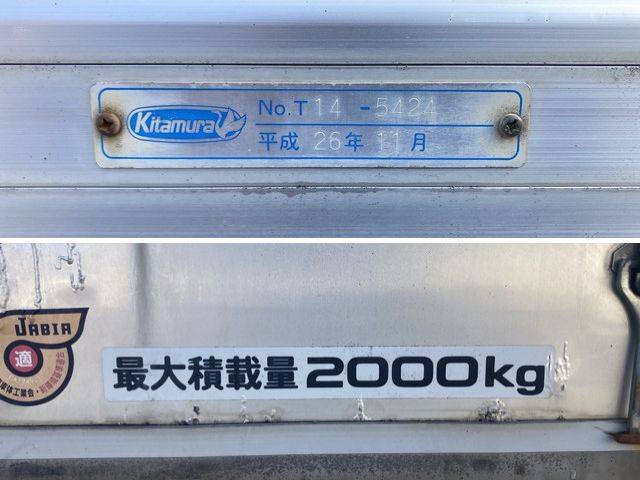 Kitamura
No.T 14 -5424
平成 26年 11月
JABIA
適
最大積載量 2000kg